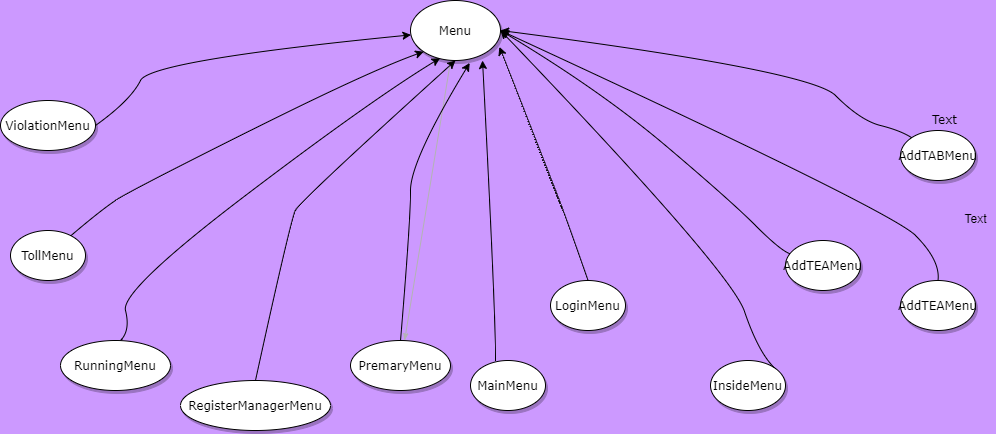 Menu
ViolationMenu
Text
AddTABMenu
Text
TollMenu
AddTEAMenu
AddTEAMenu
LoginMenu
RunningMenu
PremaryMenu
MainMenu
InsideMenu
RegisterManagerMenu